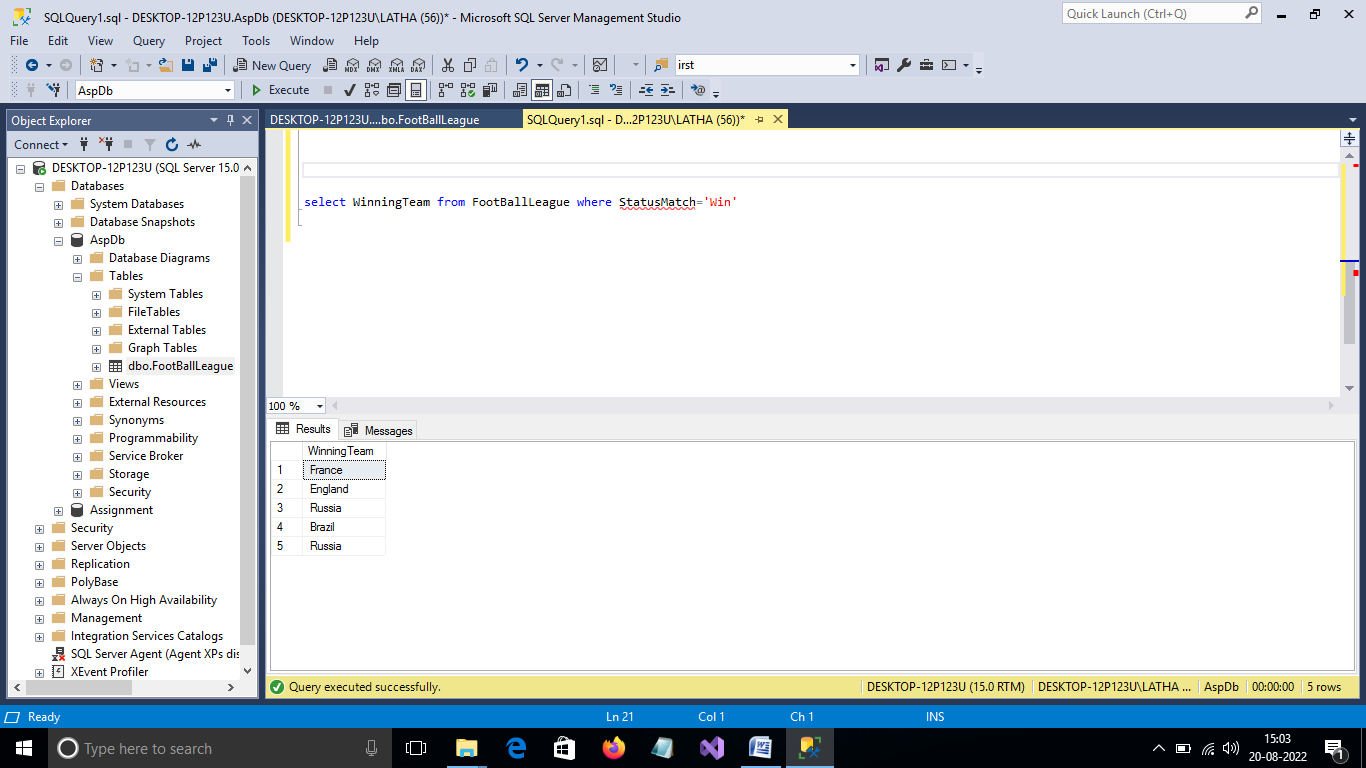 SQLQuery1.sql - DESKTOP-12P123U.AspDb (DESKTOP-12P123U\LATHA (56))* - Microsoft SQL Server Management Studio
Quick Launch (Ctrl+Q)
File Edit View Query Project Tools Window Help
New Query
MDX DMX XMLA DAX
irst
AspDb
Execute
Object Explorer
Connect
DESKTOP-12P123U (SQL Server 15.0
Databases
System Databases
Database Snapshots
AspDb
Database Diagrams
Tables
System Tables
FileTables
External Tables
Graph Tables
dbo.FootBallLeague
Views
External Resources
Synonyms
Programmability
Service Broker
Storage
Security
Assignment
Security
Server Objects
Replication
PolyBase
Always On High Availability
Management
Integration Services Catalogs
SQL Server Agent (Agent XPs dis
XEvent Profiler
DESKTOP-12P123U....bo.FootBallLeague
SQLQuery1.sql - D...2P123U\LATHA (56))*
select WinningTeam from FootBallLeague where StatusMatch='Win'
100 %
Results Messages
WinningTeam
1 France
2 England
3 Russia
4 Brazil
5 Russia
Query executed successfully.
DESKTOP-12P123U (15.0 RTM) DESKTOP-12P123U\LATHA ... AspDb 00:00:00 5 rows
Ready Ln 21 Col 1 Ch 1 INS
Type here to search
15:03
20-08-2022
1